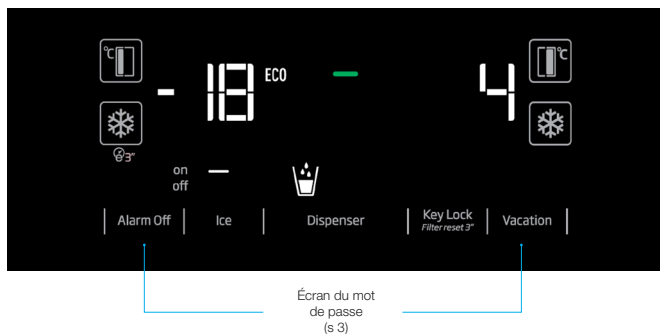 °C °C
- 18 ECO 4
3"
on
off
Alarm Off Ice Dispenser Key Lock Vacation
Filter reset 3"
Écran du mot
de passe
(s 3)